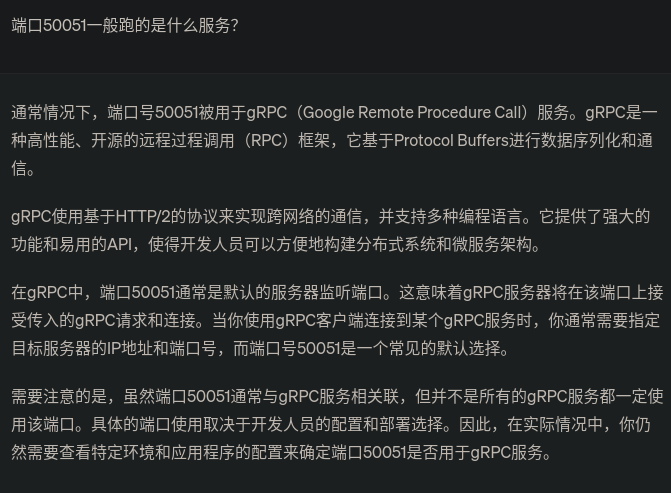 端口50051一般跑的是什么服务?
通常情况下，端口号50051被用于gRPC（Google Remote Procedure Call）服务。gRPC是一
种高性能、开源的远程过程调用（RPC）框架，它基于Protocol Buffers进行数据序列化和通
信。
gRPC使用基于HTTP/2的协议来实现跨网络的通信，并支持多种编程语言。它提供了强大的
功能和易用的API，使得开发人员可以方便地构建分布式系统和微服务架构。
在gRPC中，端口50051通常是默认的服务器监听端口。这意味着gRPC服务器将在该端口上接
受传入的gRPC请求和连接。当你使用gRPC客户端连接到某个gRPC服务时，你通常需要指定
目标服务器的IP地址和端口号，而端口号50051是一个常见的默认选择。
需要注意的是，虽然端口50051通常与gRPC服务相关联，但并不是所有的gRPC服务都一定使
用该端口。具体的端口使用取决于开发人员的配置和部署选择。因此，在实际情况中，你仍
然需要查看特定环境和应用程序的配置来确定端口50051是否用于gRPC服务。